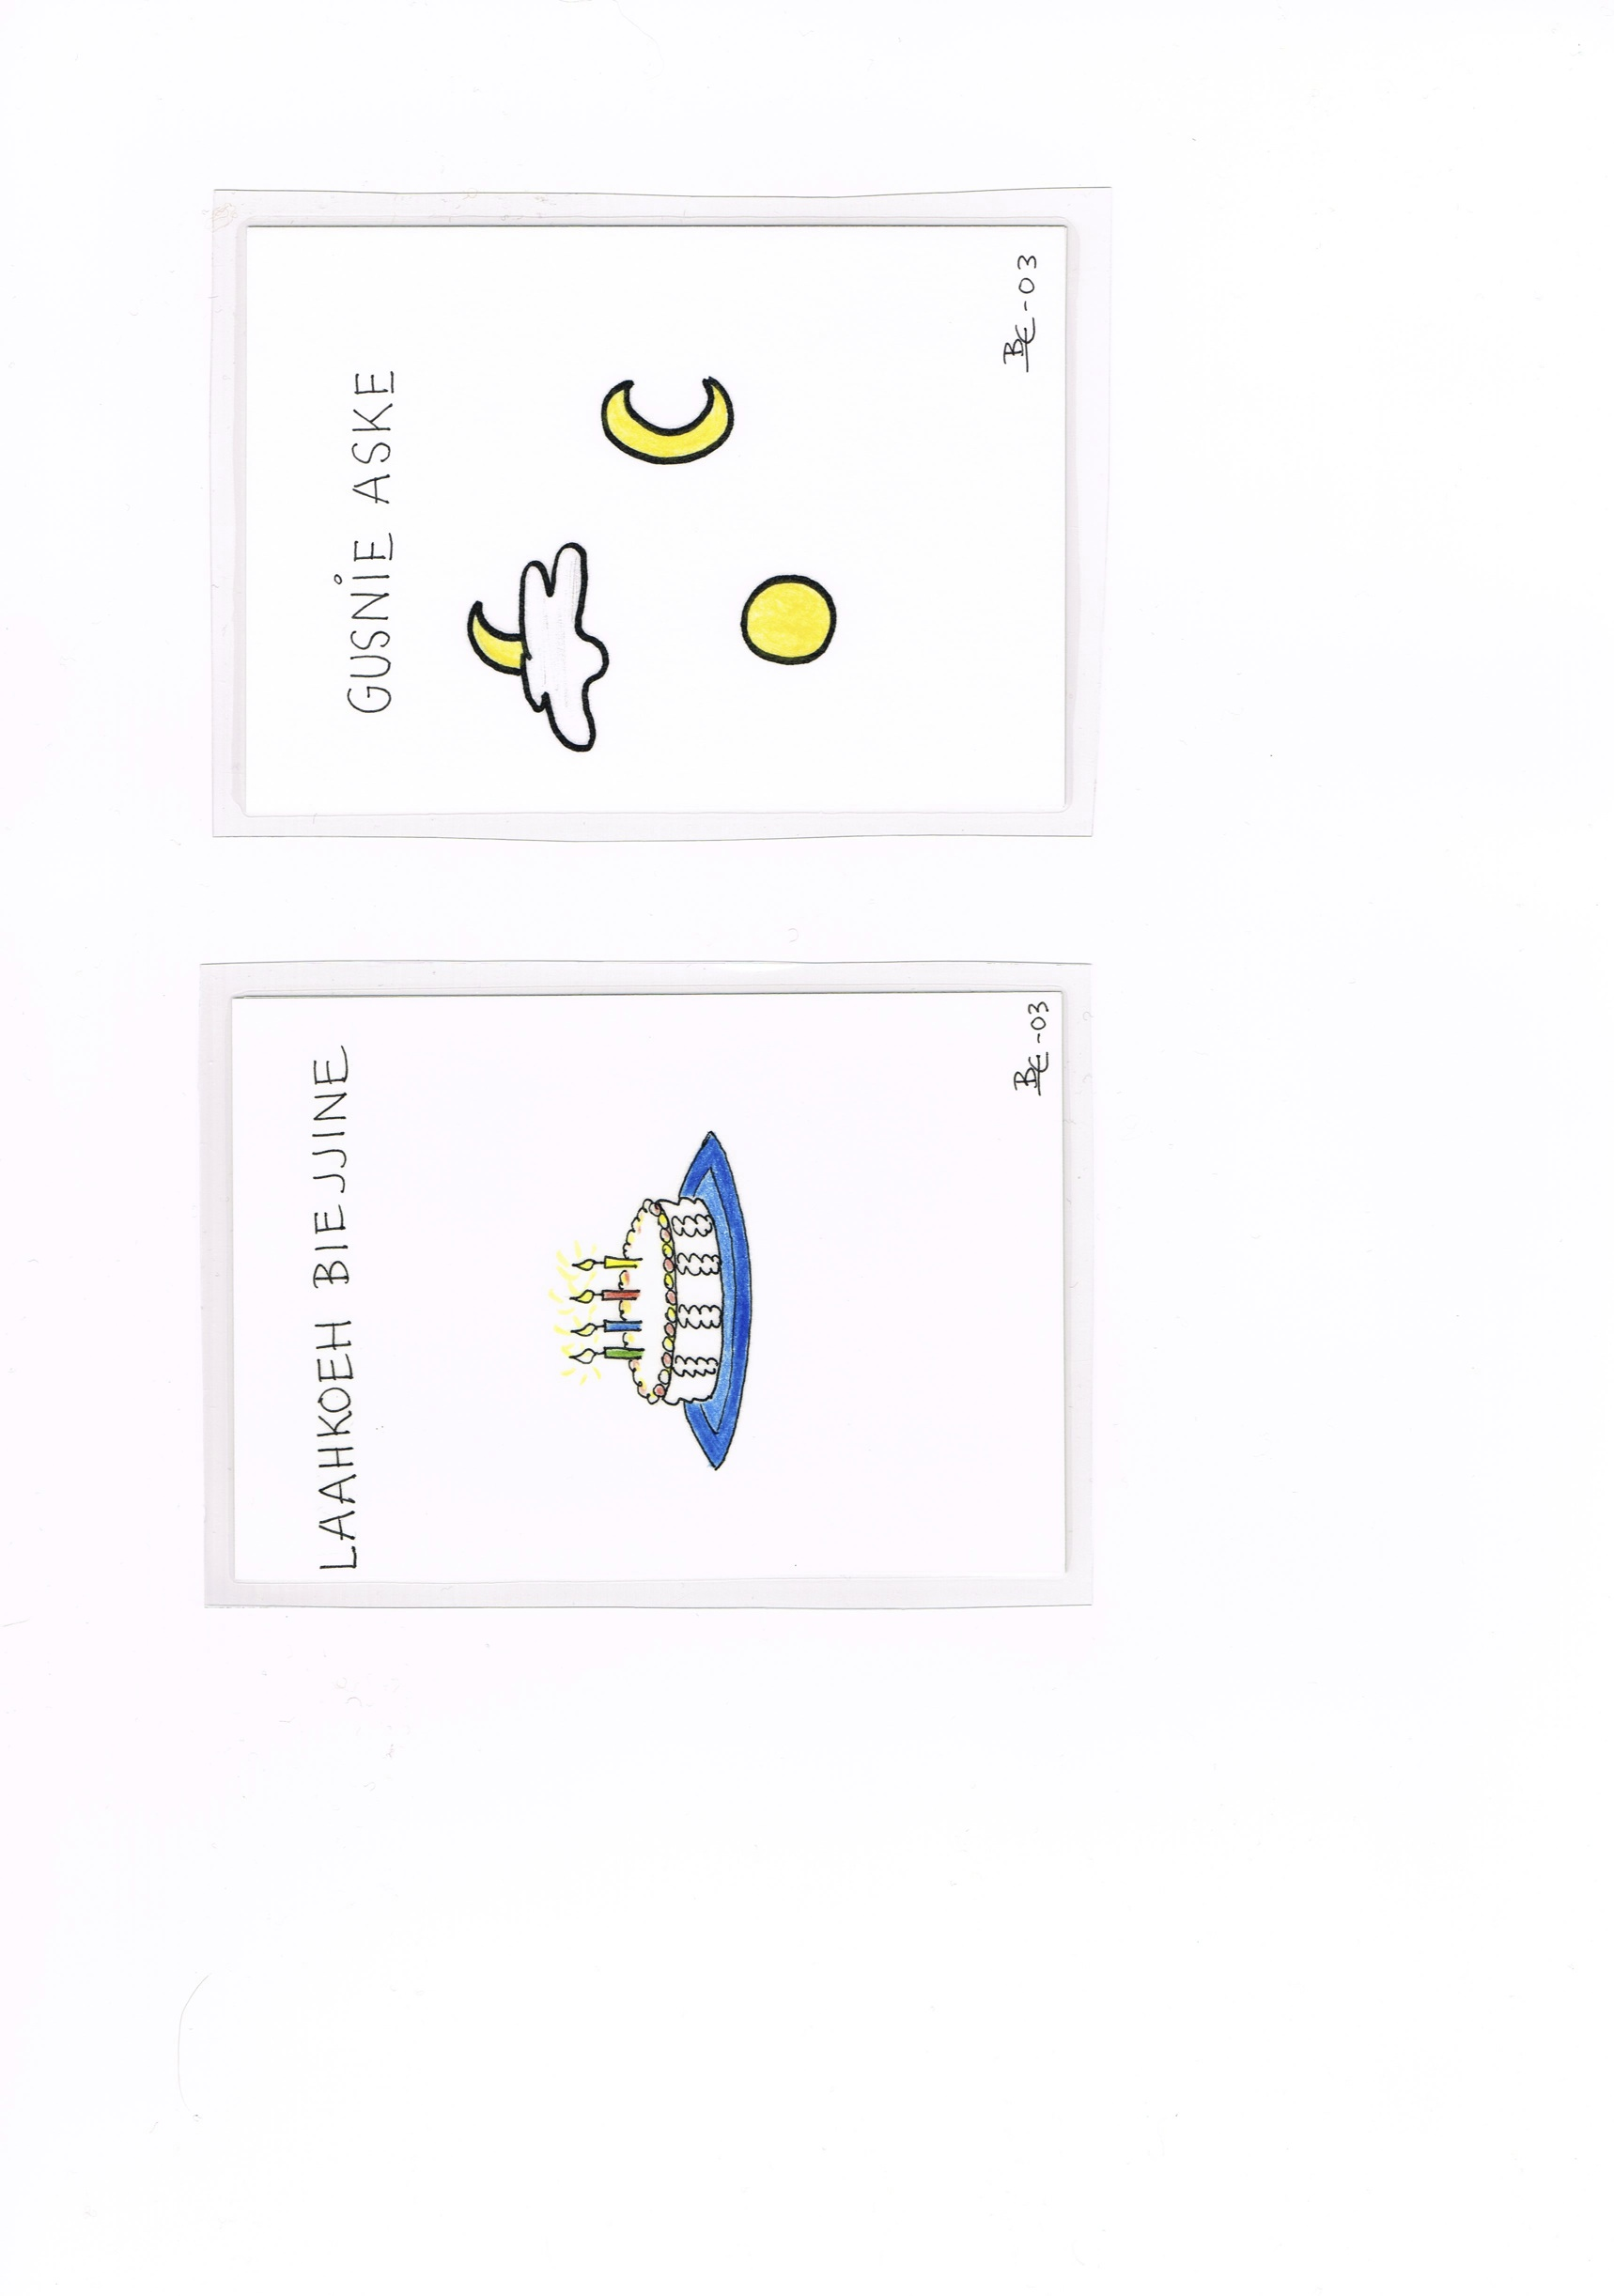 GUSNIE ASKE
BE-03
LAAHKOEH BIEJJINE
BE-03